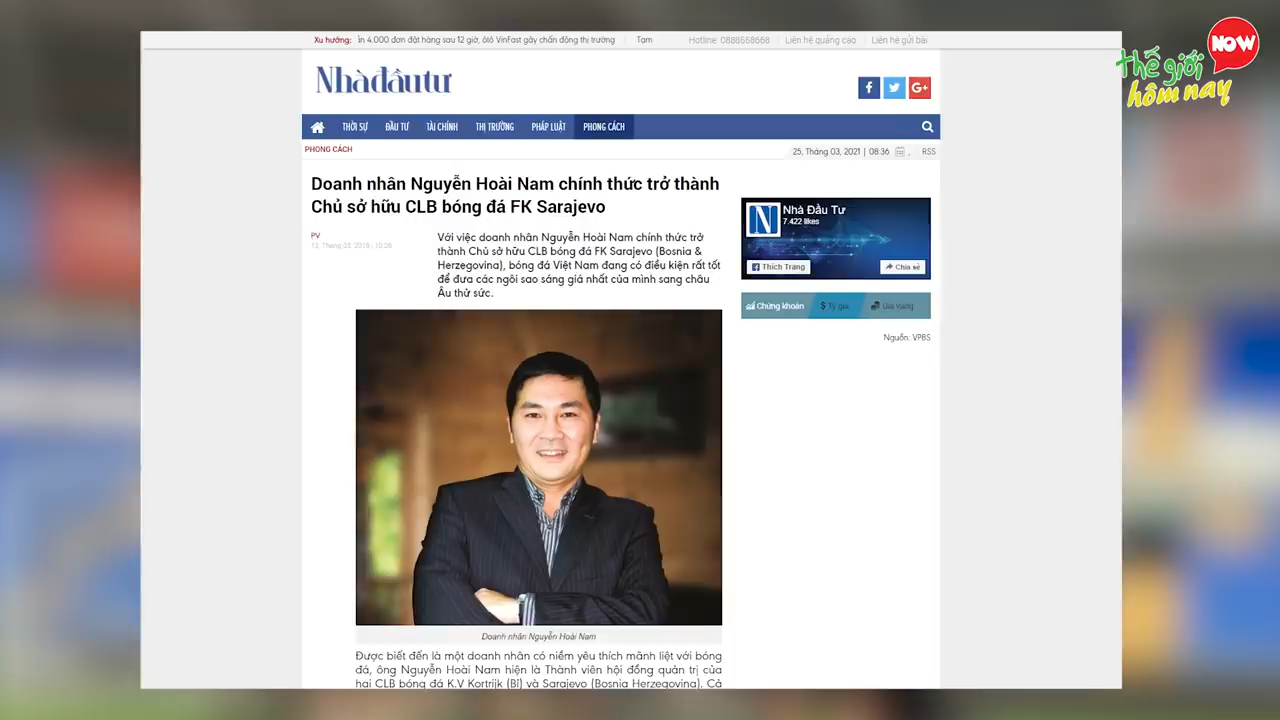 Xu hướng: ỉn 4.000 đơn đặt hàng sau 12 giờ, ôtô VinFast gây chấn động thị trường Tạm Hotline: 0888568668 Liên hệ quảng cáo Liên hệ gửi bài
NOW
thế giới
hôm nay
Nhàđầutư
f G+
THỜI SỰ ĐẦU TƯ TÀI CHÍNH THỊ TRƯỜNG PHÁP LUẬT PHONG CÁCH
PHONG CÁCH 25, Tháng 03, 2021 | 08:36 RSS
Doanh nhân Nguyễn Hoài Nam chính thức trở thành
Chủ sở hữu CLB bóng đá FK Sarajevo
PV
Với việc doanh nhân Nguyễn Hoài Nam chính thức trở
thành Chủ sở hữu CLB bóng đá FK Sarajevo (Bosnia &
Herzegovina), bóng đá Việt Nam đang có điều kiện rất tốt
để đưa các ngôi sao sáng giá nhất của mình sang châu
Âu thử sức.
N Nhà Đầu Tư
7.422 likes
Thích Trang Chia sẻ
Chứng khoán $ Tỷ giá Giá vàng
Nguồn: VPBS
Doanh nhân Nguyễn Hoài Nam
Được biết đến là một doanh nhân có niềm yêu thích mãnh liệt với bóng
đá, ông Nguyễn Hoài Nam hiện là Thành viên hội đồng quản trị của
hai CLB bóng đá K.V Kortrijk (Bỉ) và Sarajevo (Bosnia Herzegovina). Cả